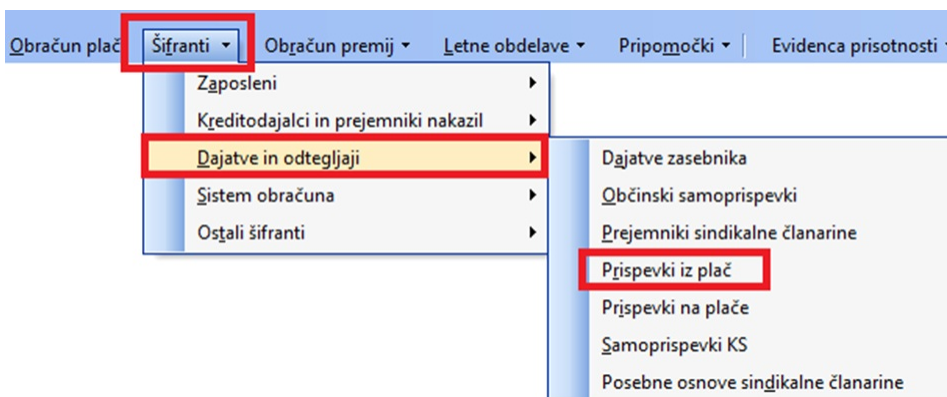 Obračun plač Šifranti Obračun premij Letne obdelave Pripomočki Evidenca prisotnosti
Zaposleni
Kreditodajalci in prejemniki nakazil
Dajatve in odtegljaji
Sistem obračuna
Ostali šifranti
Dajatve zasebnika
Občinski samoprispevki
Prejemniki sindikalne članarine
Prispevki iz plač
Prispevki na plače
Samoprispevki KS
Posebne osnove sindikalne članarine